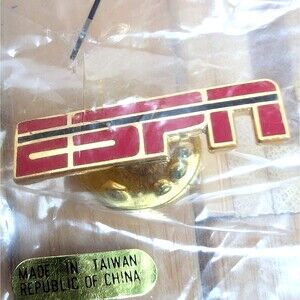 ESPN
MADE IN TAIWAN
REPUBLIC OF CHINA